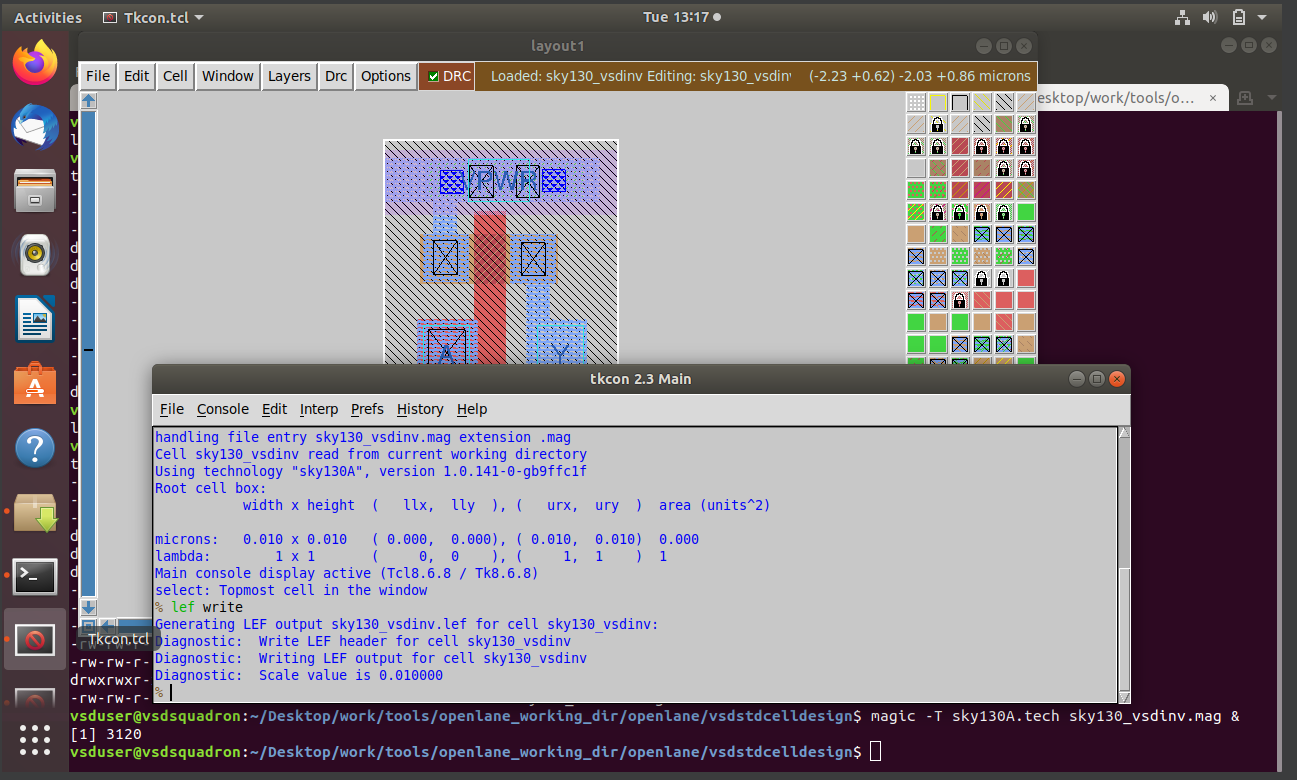 Activities Tkcon.tcl Tue 13:17
layout1
File Edit Cell Window Layers Drc Options DRC Loaded: sky130_vsdinv Editing: sky130_vsdinv (-2.23 +0.62) -2.03 +0.86 microns
esktop/work/tools/o...
VPWR
A Y
tkcon 2.3 Main
File Console Edit Interp Prefs History Help
handling file entry sky130_vsdinv.mag extension .mag
Cell sky130_vsdinv read from current working directory
Using technology "sky130A", version 1.0.141-0-gb9ffc1f
Root cell box:
width x height ( llx, lly ), ( urx, ury ) area (units^2)
microns: 0.010 x 0.010 ( 0.000, 0.000), ( 0.010, 0.010) 0.000
lambda: 1 x 1 ( 0, 0 ), ( 1, 1 ) 1
Main console display active (Tcl8.6.8 / Tk8.6.8)
select: Topmost cell in the window
% lef write
Generating LEF output sky130_vsdinv.lef for cell sky130_vsdinv:
Diagnostic: Write LEF header for cell sky130_vsdinv
Diagnostic: Writing LEF output for cell sky130_vsdinv
Diagnostic: Scale value is 0.010000
%
Tkcon.tcl
-rw-rw-r-
drwxrwxr-
-rw-rw-r-
vsduser@vsdsquadron:~/Desktop/work/tools/openlane_working_dir/openlane/vsdstdcelldesign$ magic -T sky130A.tech sky130_vsdinv.mag &
[1] 3120
vsduser@vsdsquadron:~/Desktop/work/tools/openlane_working_dir/openlane/vsdstdcelldesign$